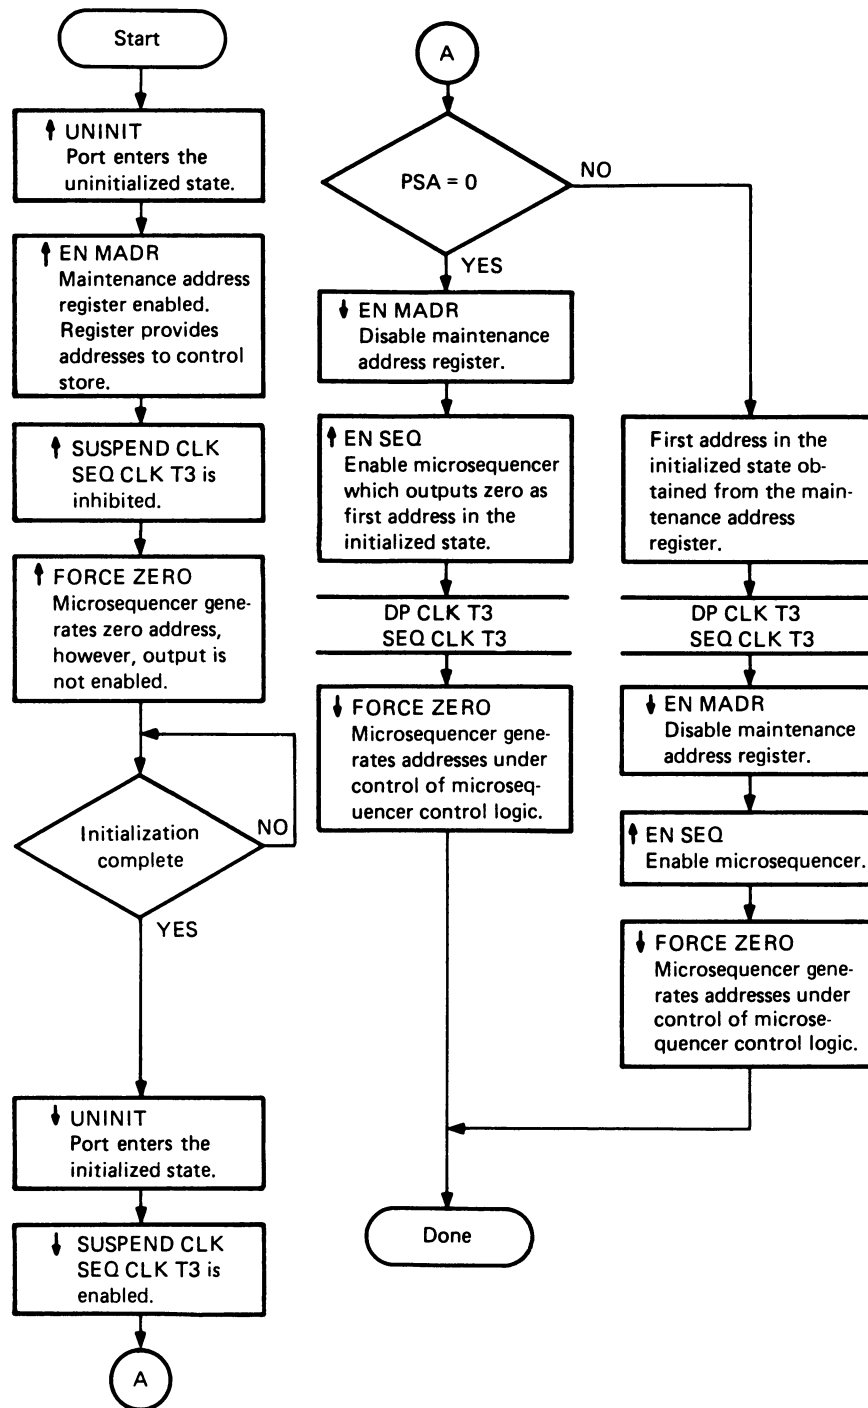 Start
↑ UNINIT
Port enters the
uninitialized state.
↑ EN MADR
Maintenance address
register enabled.
Register provides
addresses to control
store.
↑ SUSPEND CLK
SEQ CLK T3 is
inhibited.
↑ FORCE ZERO
Microsequencer gene-
rates zero address,
however, output is
not enabled.
Initialization
complete
NO
YES
↓ UNINIT
Port enters the
initialized state.
↓ SUSPEND CLK
SEQ CLK T3 is
enabled.
A
A
PSA = 0
NO
YES
↓ EN MADR
Disable maintenance
address register.
↑ EN SEQ
Enable microsequencer
which outputs zero as
first address in the
initialized state.
DP CLK T3
SEQ CLK T3
↓ FORCE ZERO
Microsequencer gene-
rates addresses under
control of microseq-
uencer control logic.
First address in the
initialized state ob-
tained from the main-
tenance address
register.
DP CLK T3
SEQ CLK T3
↓ EN MADR
Disable maintenance
address register.
↑ EN SEQ
Enable microsequencer.
↓ FORCE ZERO
Microsequencer gene-
rates addresses under
control of microse-
quencer control logic.
Done